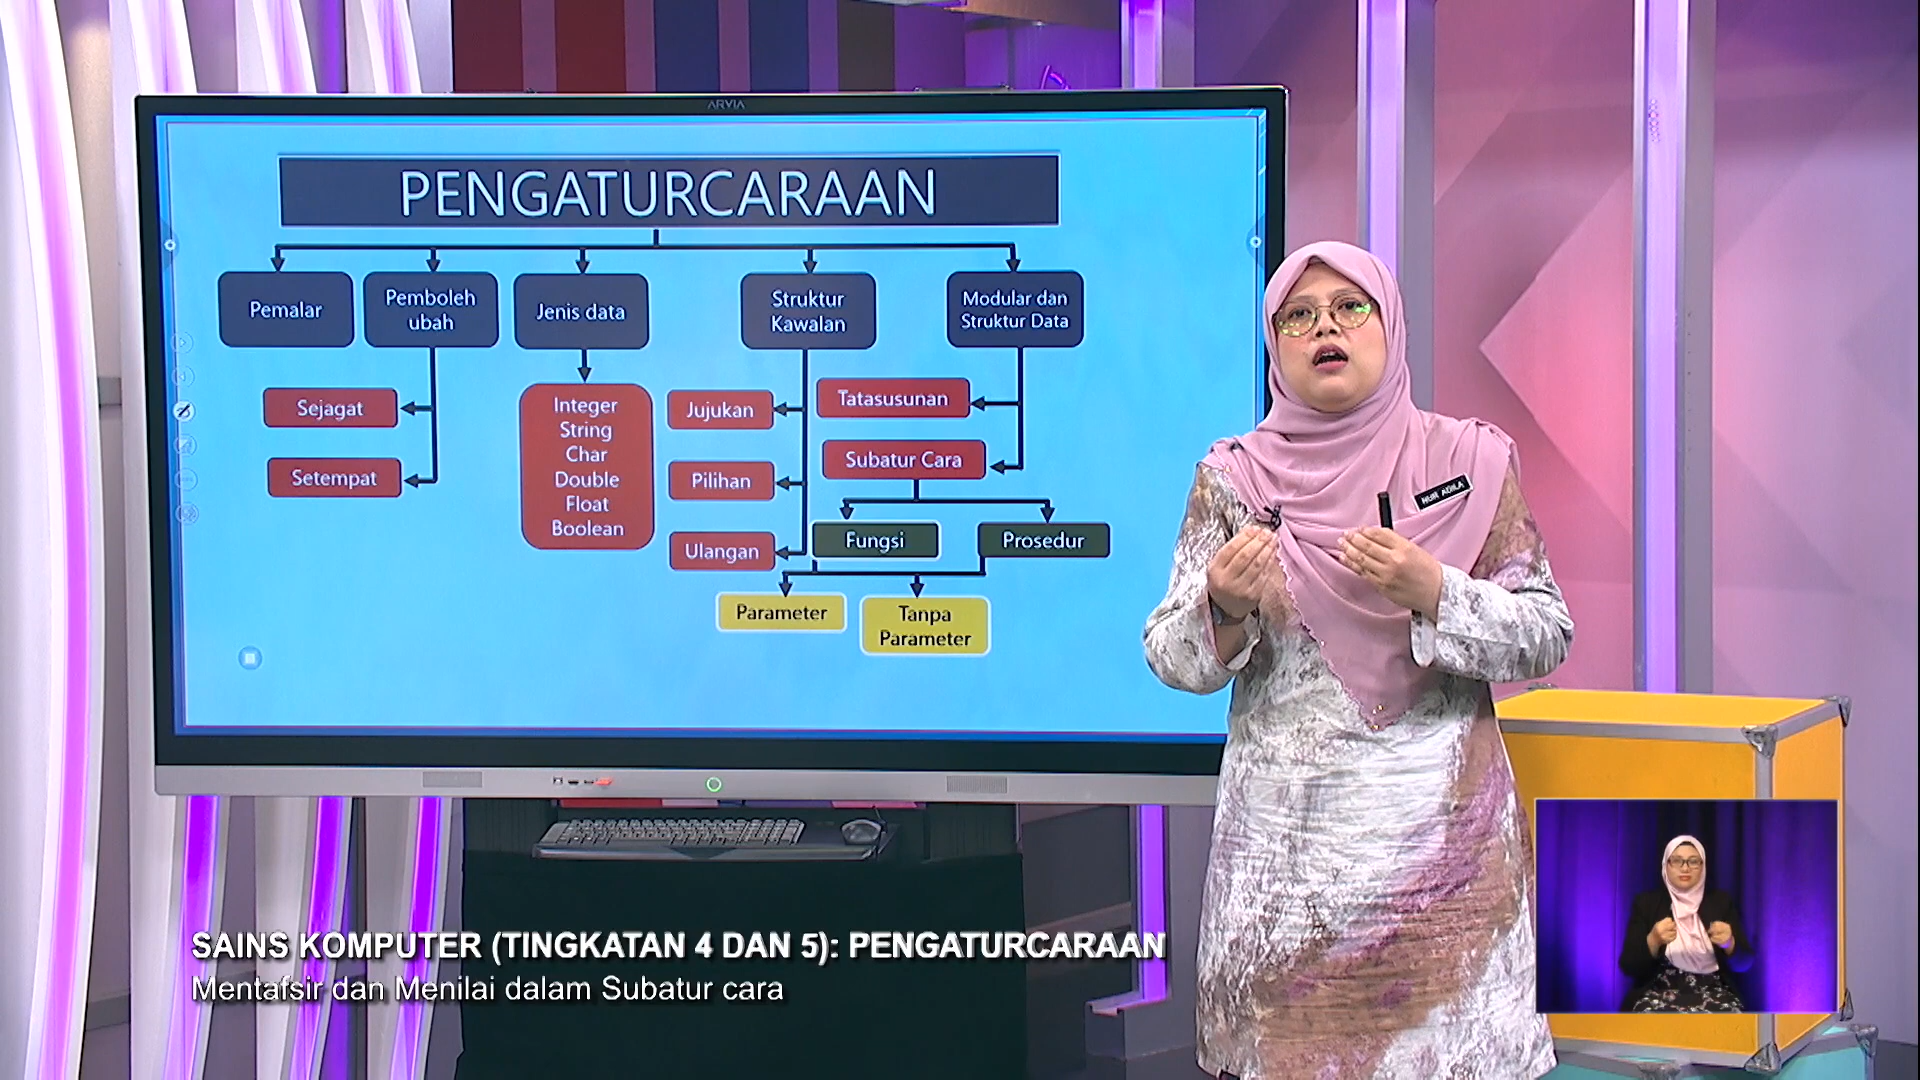 ARVIA
PENGATURCARAAN
Pemalar
Pemboleh
ubah
Jenis data
Struktur
Kawalan
Modular dan
Struktur Data
Sejagat
Setempat
Integer
String
Char
Double
Float
Boolean
Jujukan
Pilihan
Ulangan
Tatasusunan
Subatur Cara
Fungsi
Prosedur
Parameter
Tanpa
Parameter
NUR ADILA
SAINS KOMPUTER (TINGKATAN 4 DAN 5): PENGATURCARAAN
Mentafsir dan Menilai dalam Subatur cara